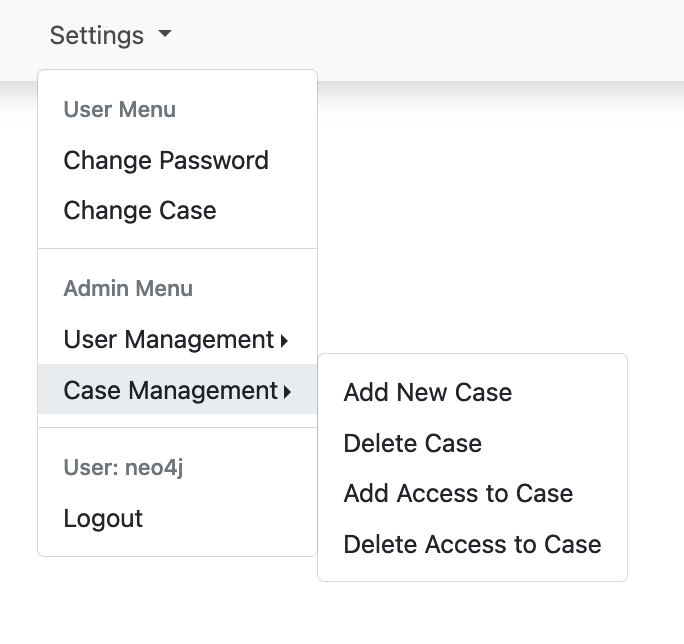 Settings
User Menu
Change Password
Change Case
Admin Menu
User Management
Case Management
Add New Case
Delete Case
Add Access to Case
Delete Access to Case
User: neo4j
Logout